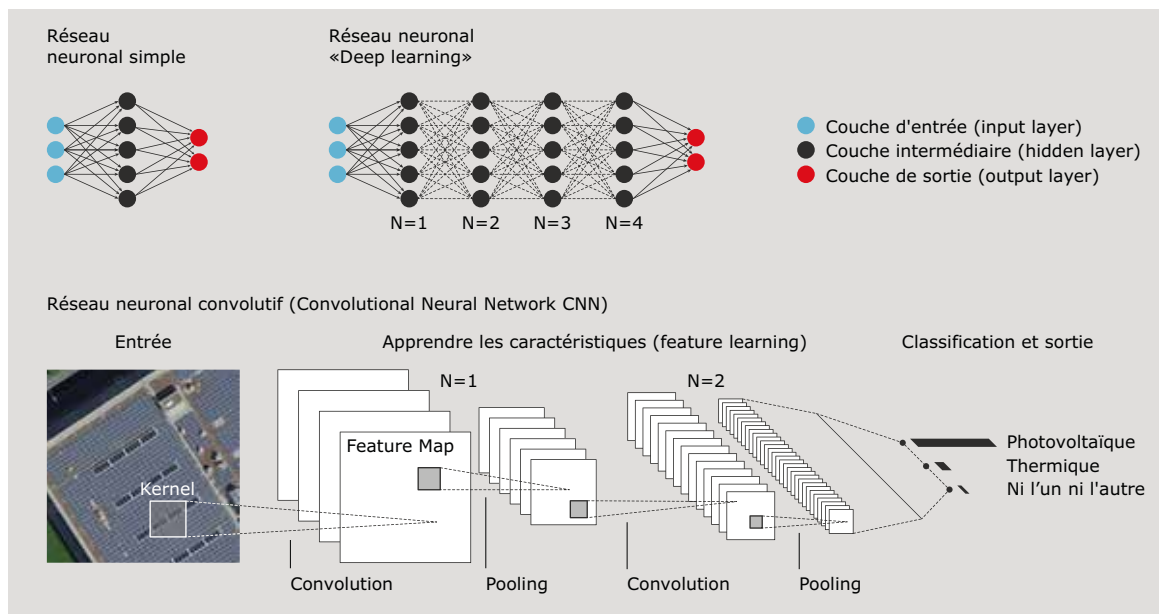 Réseau
neuronal simple
Réseau neuronal
«Deep learning»
Couche d'entrée (input layer)
Couche intermédiaire (hidden layer)
Couche de sortie (output layer)
N=1
N=2
N=3
N=4
Réseau neuronal convolutif (Convolutional Neural Network CNN)
Entrée
Apprendre les caractéristiques (feature learning)
Classification et sortie
N=1
N=2
Feature Map
Kernel
Photovoltaïque
Thermique
Ni l’un ni l'autre
Convolution
Pooling
Convolution
Pooling